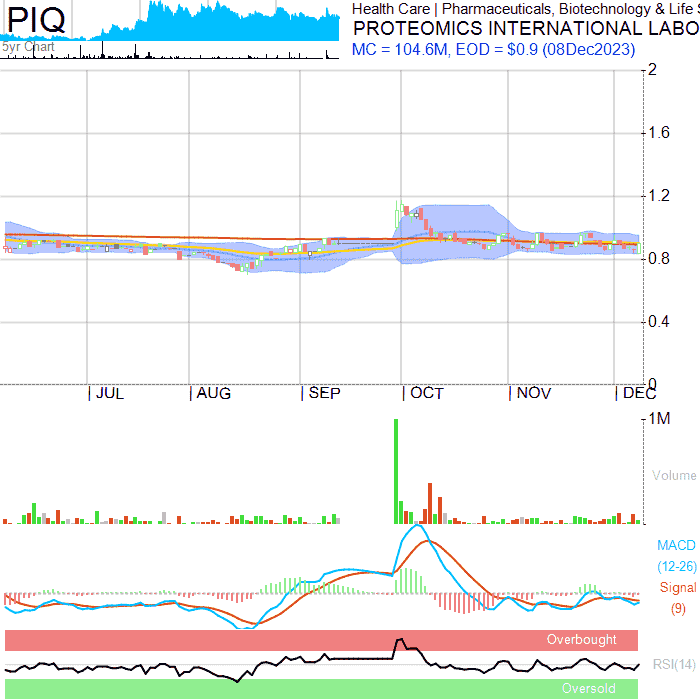 PIQ
5yr Chart
Health Care | Pharmaceuticals, Biotechnology & Life
PROTEOMICS INTERNATIONAL LABO
MC = 104.6M, EOD = $0.9 (08Dec2023)
2
1.6
1.2
0.8
0.4
0
JUL AUG SEP OCT NOV DEC
1M
Volume
MACD
(12-26)
Signal
(9)
Overbought
RSI(14)
Oversold